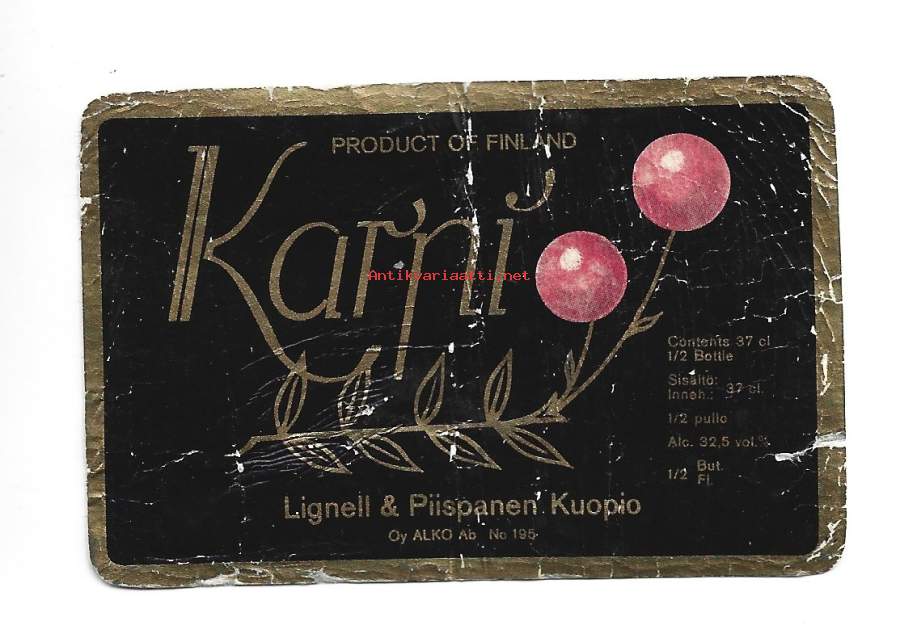 PRODUCT OF FINLAND
Karpi
Antikvariaatti.net
Contents 37 cl
1/2 Bottle
Sisältö:
Inneh.: 37 cl.
1/2 pullo
Alc. 32,5 vol.%
1/2 But.
Fl.
Lignell & Piispanen Kuopio
Oy ALKO Ab No 195